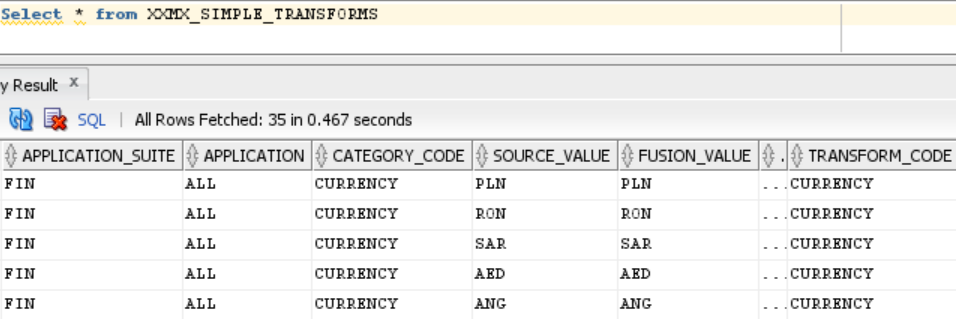 Select * from XXMX_SIMPLE_TRANSFORMS
y Result x
SQL | All Rows Fetched: 35 in 0.467 seconds
APPLICATION_SUITE APPLICATION CATEGORY_CODE SOURCE_VALUE FUSION_VALUE . TRANSFORM_CODE
FIN ALL CURRENCY PLN PLN ... CURRENCY
FIN ALL CURRENCY RON RON ... CURRENCY
FIN ALL CURRENCY SAR SAR ... CURRENCY
FIN ALL CURRENCY AED AED ... CURRENCY
FIN ALL CURRENCY ANG ANG ... CURRENCY